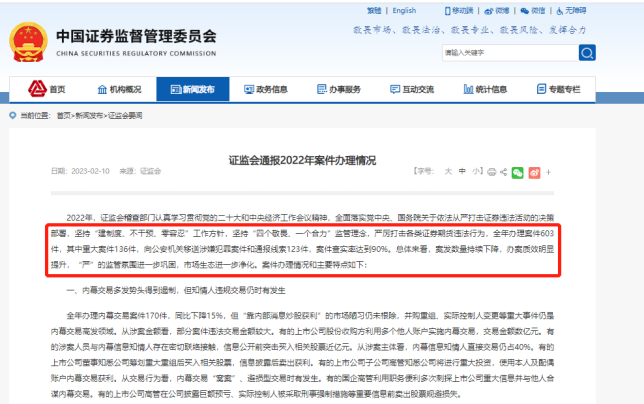 繁體 | English
移动端 | 微博 | 微信 | 无障碍
中国证券监督管理委员会
CHINA SECURITIES REGULATORY COMMISSION
敬畏市场、敬畏法治、敬畏专业、敬畏风险、发挥合力
请输入关键字
首页
机构概况
新闻发布
政务信息
办事服务
互动交流
统计信息
专题专栏
当前位置: 首页>新闻发布>证监会要闻
证监会通报2022年案件办理情况
日期: 2023-02-10 来源: 证监会
【字号: 大 中 小】
2022年，证监会稽查部门认真学习贯彻党的二十大和中央经济工作会议精神，全面落实党中央、国务院关于依法从严打击证券违法活动的决策
部署，坚持“建制度、不干预、零容忍”工作方针，坚持“四个敬畏、一个合力”监管理念，严厉打击各类证券期货违法行为，全年办理案件603
件，其中重大案件136件，向公安机关移送涉嫌犯罪案件和通报线索123件，案件查实率达到90%。总体来看，案发数量持续下降，办案质效明显
提升，“严”的监管氛围进一步巩固，市场生态进一步净化。案件办理情况和主要特点如下：
一、内幕交易多发势头得到遏制，但知情人违规交易仍时有发生
全年办理内幕交易案件170件，同比下降15%，但“靠内部消息炒股获利”的市场陋习仍未根除，并购重组、实际控制人变更等重大事件仍是
内幕交易高发领域。从涉案金额看，部分案件违法交易金额较大。有的上市公司股份收购方利用多个他人账户实施内幕交易，交易金额数亿元。有
的涉案人员与内幕信息知情人存在密切联络接触，信息公开前突击买入相关股票近亿元。从涉案主体看，内幕信息知情人直接交易仍占40%。有的
上市公司董事知悉公司筹划重大重组后买入相关股票，信息披露后卖出获利。有的上市公司子公司高管知悉公司将进行重大投资，使用本人及配偶
账户内幕交易获利。从交易行为看，内幕交易“窝案”、避损型交易时有发生。有的国企高管利用职务便利多次刺探上市公司重大信息并与他人合
谋内幕交易。有的上市公司高管在公司披露巨额预亏、实际控制人被采取刑事强制措施等重要信息前卖出股票规避损失。